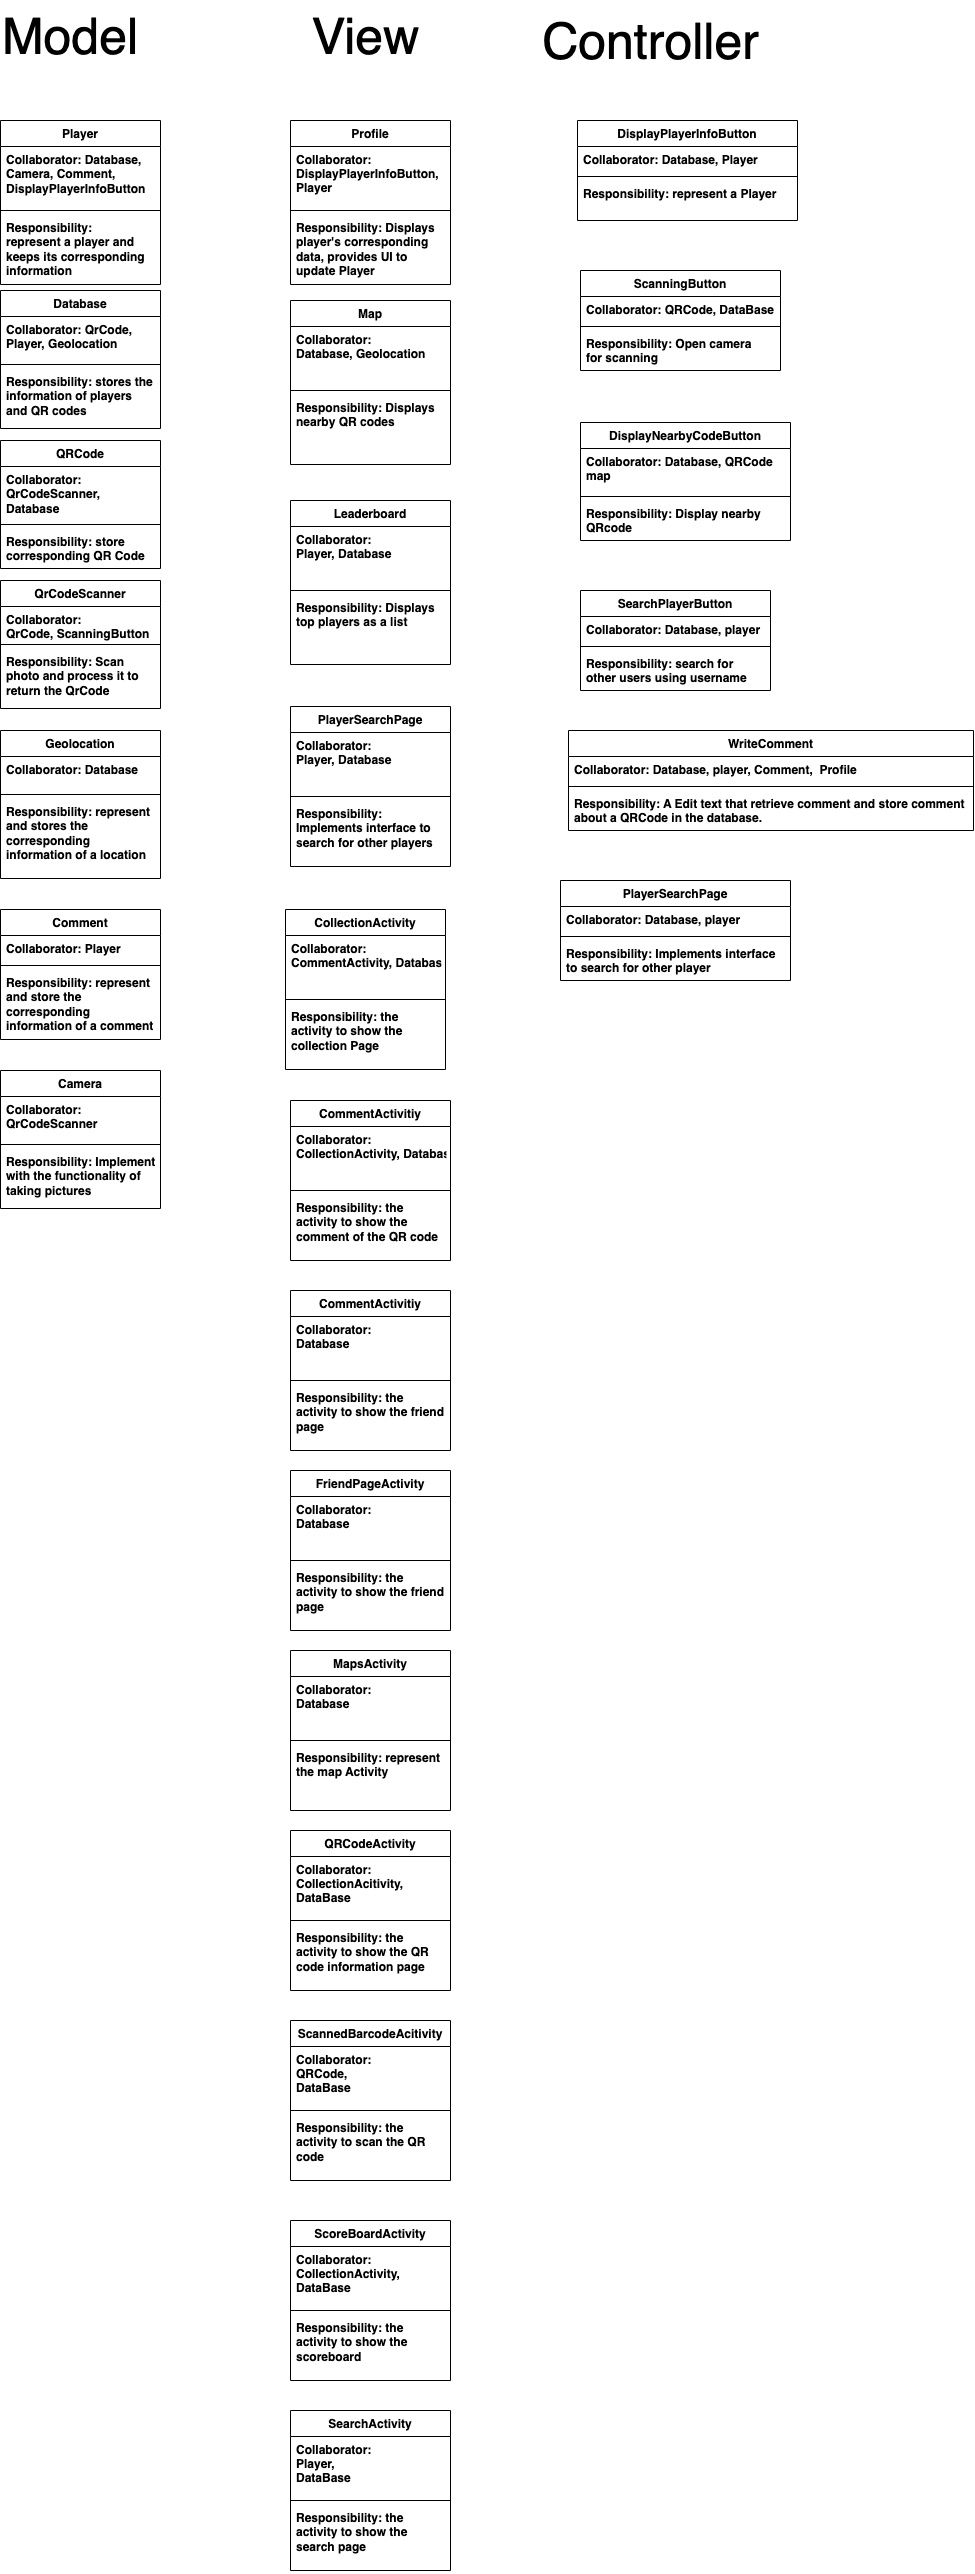 Model
View
Controller
Player
Collaborator: Database,
Camera, Comment,
DisplayPlayerInfoButton
Responsibility:
represent a player and
keeps its corresponding
information
Database
Collaborator: QrCode,
Player, Geolocation
Responsibility: stores the
information of players
and QR codes
QRCode
Collaborator:
QrCodeScanner,
Database
Responsibility: store
corresponding QR Code
QrCodeScanner
Collaborator:
QrCode, ScanningButton
Responsibility: Scan
photo and process it to
return the QrCode
Geolocation
Collaborator: Database
Responsibility: represent
and stores the
corresponding
information of a location
Comment
Collaborator: Player
Responsibility: represent
and store the
corresponding
information of a comment
Camera
Collaborator:
QrCodeScanner
Responsibility: Implement
with the functionality of
taking pictures
Profile
Collaborator:
DisplayPlayerInfoButton,
Player
Responsibility: Displays
player's corresponding
data, provides UI to
update Player
Map
Collaborator:
Database, Geolocation
Responsibility: Displays
nearby QR codes
Leaderboard
Collaborator:
Player, Database
Responsibility: Displays
top players as a list
PlayerSearchPage
Collaborator:
Player, Database
Responsibility:
Implements interface to
search for other players
CollectionActivity
Collaborator:
CommentActivity, Databas
Responsibility: the
activity to show the
collection Page
CommentActivitiy
Collaborator:
CollectionActivity, Databas
Responsibility: the
activity to show the
comment of the QR code
CommentActivitiy
Collaborator:
Database
Responsibility: the
activity to show the friend
page
FriendPageActivity
Collaborator:
Database
Responsibility: the
activity to show the friend
page
MapsActivity
Collaborator:
Database
Responsibility: represent
the map Activity
QRCodeActivity
Collaborator:
CollectionAcitivity,
DataBase
Responsibility: the
activity to show the QR
code information page
ScannedBarcodeAcitivity
Collaborator:
QRCode,
DataBase
Responsibility: the
activity to scan the QR
code
ScoreBoardActivity
Collaborator:
CollectionActivity,
DataBase
Responsibility: the
activity to show the
scoreboard
SearchActivity
Collaborator:
Player,
DataBase
Responsibility: the
activity to show the
search page
DisplayPlayerInfoButton
Collaborator: Database, Player
Responsibility: represent a Player
ScanningButton
Collaborator: QRCode, DataBase
Responsibility: Open camera
for scanning
DisplayNearbyCodeButton
Collaborator: Database, QRCode
map
Responsibility: Display nearby
QRcode
SearchPlayerButton
Collaborator: Database, player
Responsibility: search for
other users using username
WriteComment
Collaborator: Database, player, Comment,  Profile
Responsibility: A Edit text that retrieve comment and store comment
about a QRCode in the database.
PlayerSearchPage
Collaborator: Database, player
Responsibility: Implements interface
to search for other player